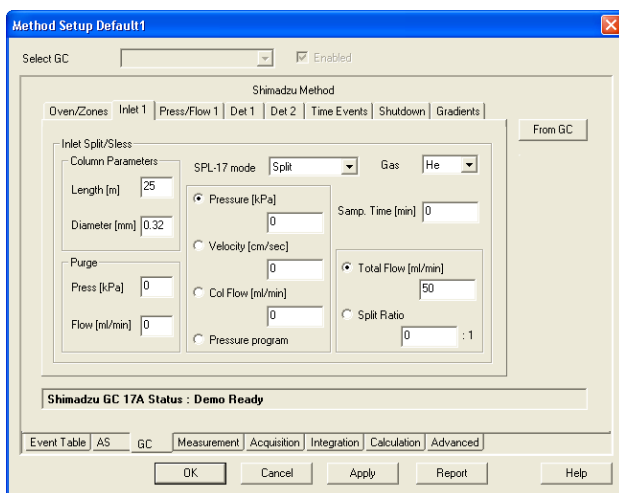 Method Setup Default1
Select GC
Enabled
Shimadzu Method
Oven/Zones Inlet 1 Press/Flow 1 Det 1 Det 2 Time Events Shutdown Gradients
From GC
Inlet Split/Sless
Column Parameters
Length [m] 25
Diameter [mm] 0.32
Purge
Press [kPa] 0
Flow [ml/min] 0
SPL-17 mode Split
Pressure [kPa]
0
Velocity [cm/sec]
0
Col Flow [ml/min]
0
Pressure program
Gas He
Samp. Time [min] 0
Total Flow [ml/min]
50
Split Ratio
0 : 1
Shimadzu GC 17A Status : Demo Ready
Event Table AS GC Measurement Acquisition Integration Calculation Advanced
OK Cancel Apply Report Help